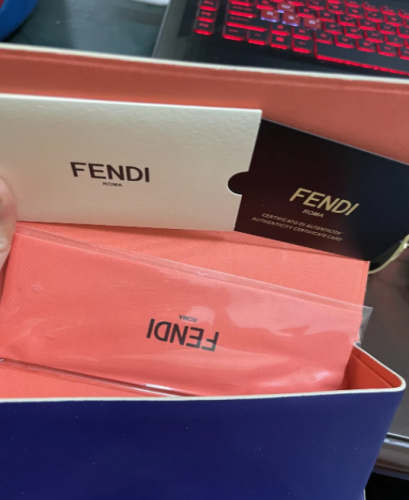 FENDI
ROMA
FENDI
ROMA
CERTIFICATO DI AUTENTICITÀ
AUTHENTICITY CERTIFICATE CARD
FENDI
ROMA